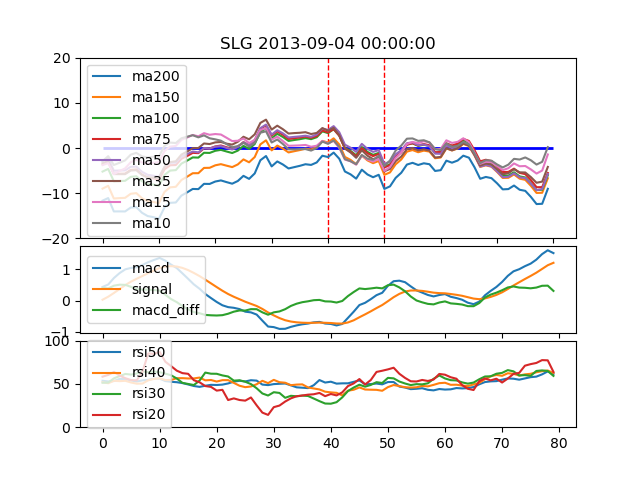 SLG 2013-09-04 00:00:00
20
10
0
−10
−20
ma200
ma150
ma100
ma75
ma50
ma35
ma15
ma10
1
0
−1
macd
signal
macd_diff
100
50
0
rsi50
rsi40
rsi30
rsi20
0 10 20 30 40 50 60 70 80